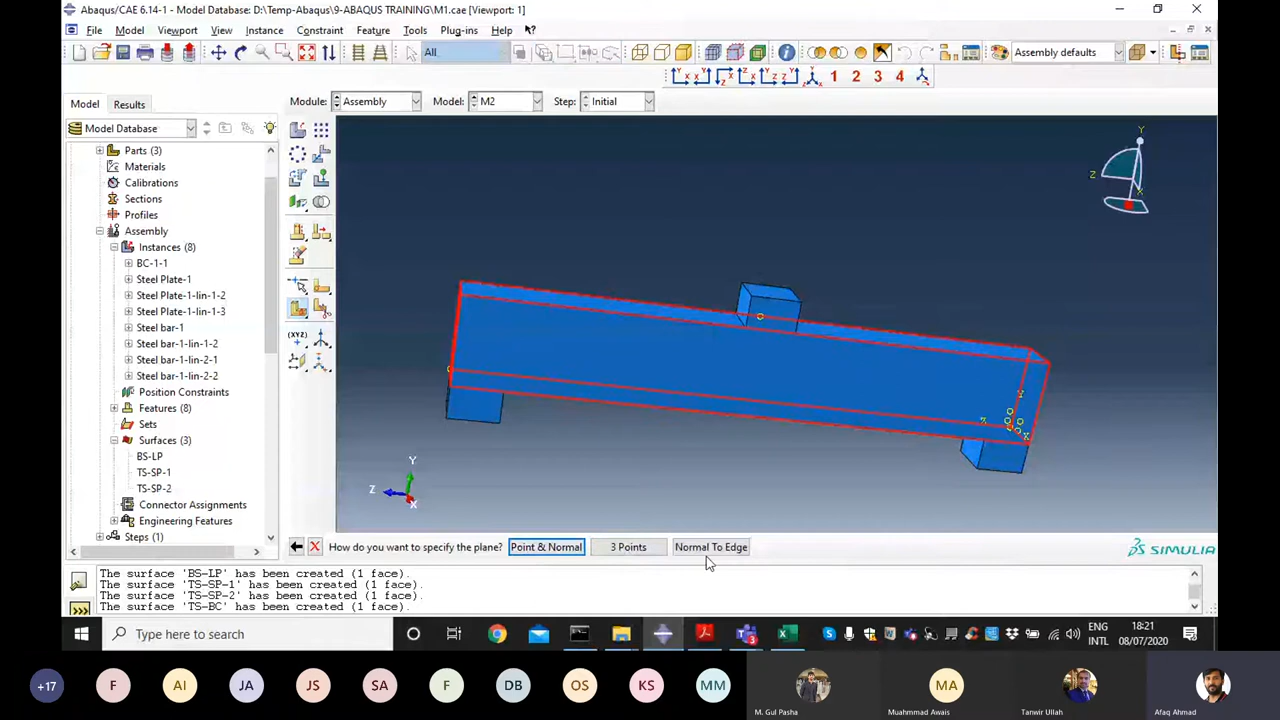 Abaqus/CAE 6.14-1 - Model Database: D:\Temp-Abaqus\9-ABAQUS TRAINING\M1.cae [Viewport: 1]
File Model Viewport View Instance Constraint Feature Tools Plug-ins Help
All Assembly defaults
1 2 3 4
Model Results Module: Assembly Model: M2 Step: Initial
Model Database
Parts (3)
Materials
Calibrations
Sections
Profiles
Assembly
Instances (8)
BC-1-1
Steel Plate-1
Steel Plate-1-lin-1-2
Steel Plate-1-lin-1-3
Steel bar-1
Steel bar-1-lin-1-2
Steel bar-1-lin-2-1
Steel bar-1-lin-2-2
Position Constraints
Features (8)
Sets
Surfaces (3)
BS-LP
TS-SP-1
TS-SP-2
Connector Assignments
Engineering Features
Steps (1)
Y
Z
X
Y
Z
X
Y
Z
X
How do you want to specify the plane? Point & Normal 3 Points Normal To Edge
SIMULIA
The surface 'BS-LP' has been created (1 face).
The surface 'TS-SP-1' has been created (1 face).
The surface 'TS-SP-2' has been created (1 face).
The surface 'TS-BC' has been created (1 face).
Type here to search
ENG
INTL
18:21
08/07/2020
+17 F AI JA JS SA F DB OS KS MM MA
M. Gul Pasha Muahmmad Awais Tanwir Ullah Afaq Ahmad